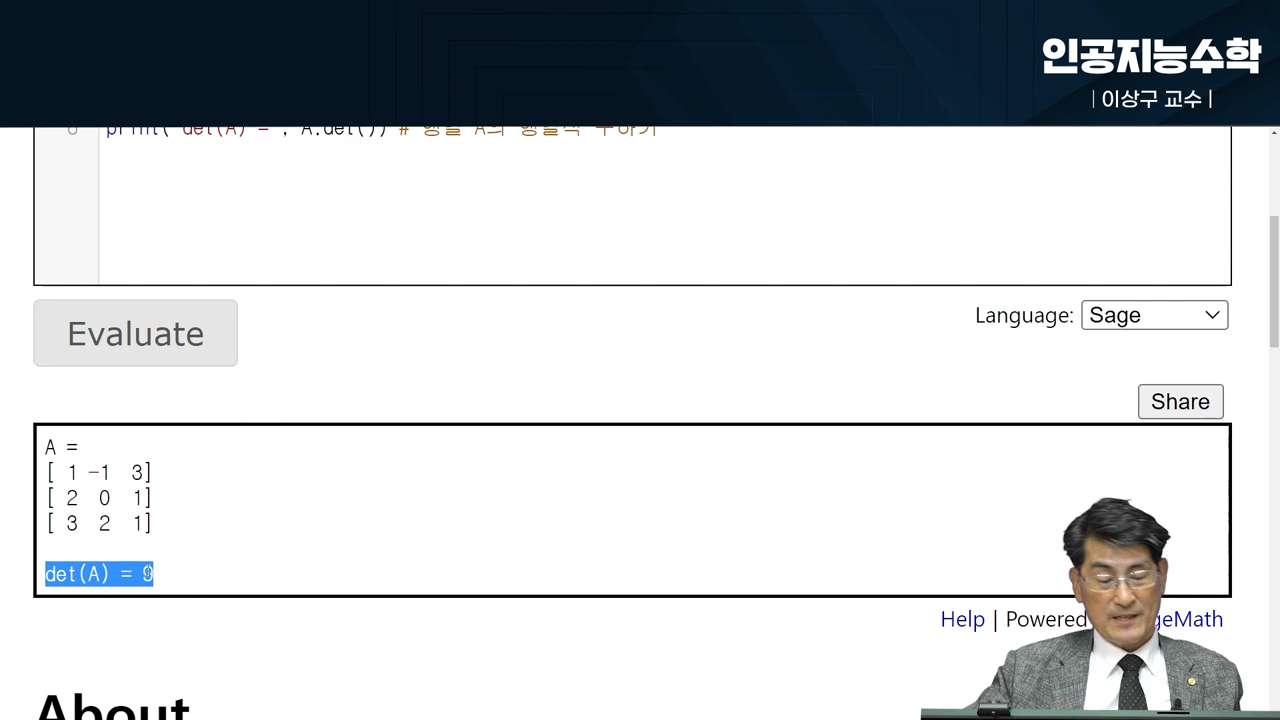 인공지능수학
| 이상구 교수 |
Evaluate
Language: Sage
Share
A =
[ 1 -1 3]
[ 2 0 1]
[ 3 2 1]
det(A) = 9
Help | Powered geMath
About